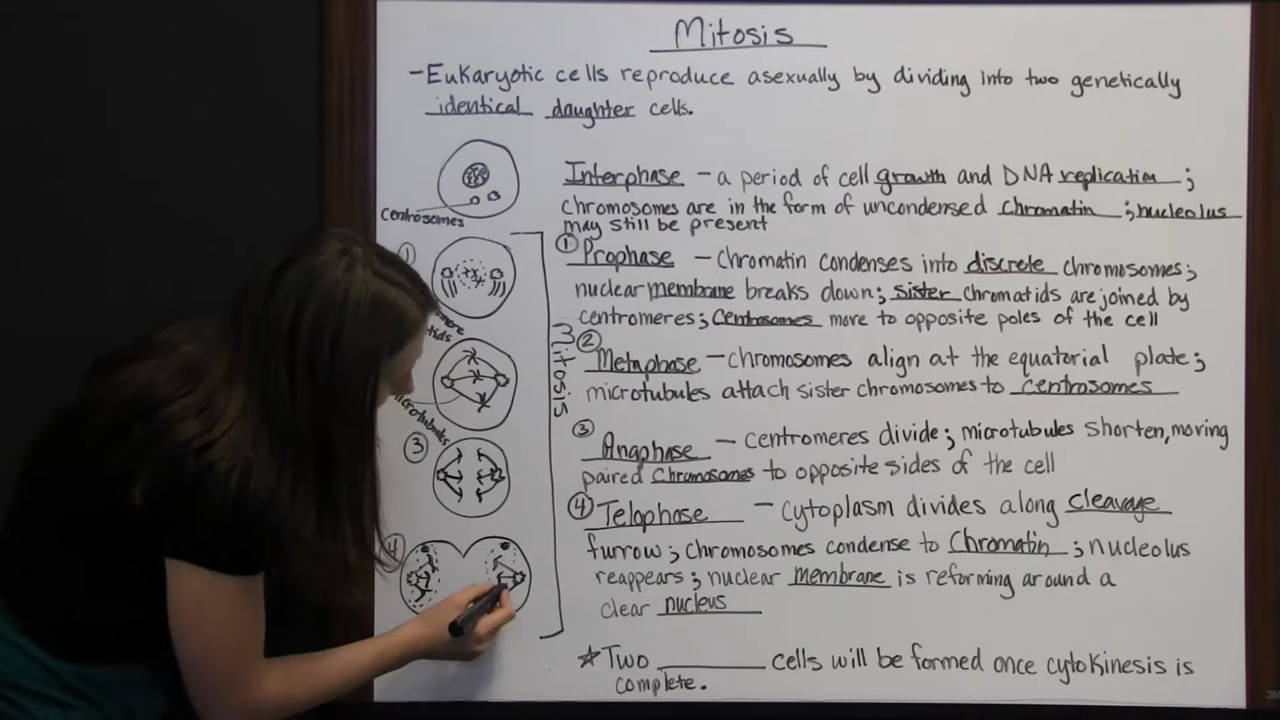 Mitosis
-Eukaryotic cells reproduce asexually by dividing into two genetically
identical daughter cells.
Interphase - a period of cell growth and DNA replication;
chromosomes are in the form of uncondensed chromatin; nucleolus
may still be present
Centrosomes
① Prophase - Chromatin condenses into discrete chromosomes;
nuclear membrane breaks down; sister chromatids are joined by
centromeres; Centrosomes move to opposite poles of the cell
② Metaphase - chromosomes align at the equatorial plate;
microtubules attach sister chromosomes to centrosomes
③ Anaphase - centromeres divide; microtubules shorten, moving
paired Chromosomes to opposite sides of the cell
④ Telophase - cytoplasm divides along cleavage
furrow; chromosomes condense to Chromatin; nucleolus
reappears; nuclear membrane is reforming around a
clear nucleus
☆ Two ________ cells will be formed once cytokinesis is
complete.
①
Mitosis
③
4
3M